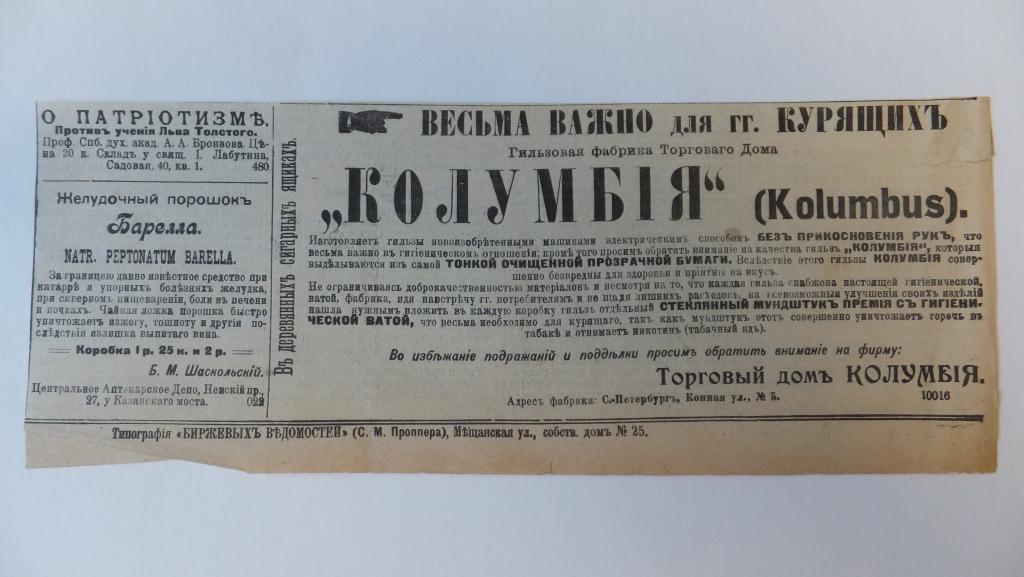 О ПАТРІОТИЗМѢ.
Противъ ученія Льва Толстого.
Проф. Спб. дух. акад. А. А. Бронзова. Цѣ-
на 20 к. Складъ у свящ. І. Лабутина,
Садовая, 40, кв. 1. 480
Желудочный порошокъ
Барелла.
NATR. PEPTONATUM BARELLA.
За границею давно извѣстное средство при
катаррѣ и упорныхъ болѣзняхъ желудка,
при скверномъ пищевареніи, боли въ печени
и почкахъ. Чайная ложка порошка быстро
уничтожаетъ изжогу, тошноту и другія по-
слѣдствія излишка выпитаго вина.
Коробка 1 р. 25 к. и 2 р.
Б. М. Шаскольскій.
Центральное Аптекарское Депо, Невскій пр.,
27, у Казанскаго моста. 022
Въ деревянныхъ сигарныхъ ящикахъ.
ВЕСЬМА ВАЖНО для гг. КУРЯЩИХЪ
Гильзовая фабрика Торговаго Дома
„КОЛУМБІЯ“ (Kolumbus).
Изготовляетъ гильзы новоизобрѣтенными машинами электрическимъ способомъ БЕЗЪ ПРИКОСНОВЕНІЯ РУКЪ, что
весьма важно въ гигіеническомъ отношеніи; кромѣ того просимъ обратить вниманіе на качества гильзъ „КОЛУМБІЯ“, которыя
выдѣлываются изъ самой ТОНКОЙ ОЧИЩЕННОЙ ПРОЗРАЧНОЙ БУМАГИ. Вслѣдствіе этого гильзы КОЛУМБІЯ совер-
шенно безвредны для здоровья и пріятны на вкусъ.
Не ограничиваясь доброкачественностью матеріаловъ и несмотря на то, что каждая гильза снабжена настоящей гигіенической,
ватой, фабрика, идя навстрѣчу гг. потребителямъ и не щадя лишнихъ расходовъ, на всевозможныя улучшенія своихъ издѣлій
нашла нужнымъ вложить въ каждую коробку гильзъ отдѣльный СТЕКЛЯННЫЙ МУНДШТУКЪ ПРЕМІЯ СЪ ГИГІЕНИ-
ЧЕСКОЙ ВАТОЙ, что весьма необходимо для курящаго, такъ какъ мундштукъ этотъ совершенно уничтожаетъ горечь въ
табакѣ и отнимаетъ никотинъ (табачный ядъ).
Во избѣжаніе подражаній и поддѣлки просимъ обратить вниманіе на фирму:
Торговый домъ КОЛУМБІЯ.
Адресъ фабрики: С.-Петербургъ, Конная ул., № 5. 10016
Типографія «БИРЖЕВЫХЪ ВѢДОМОСТЕЙ» (С. М. Проппера), Мѣщанская ул., собств. домъ № 25.